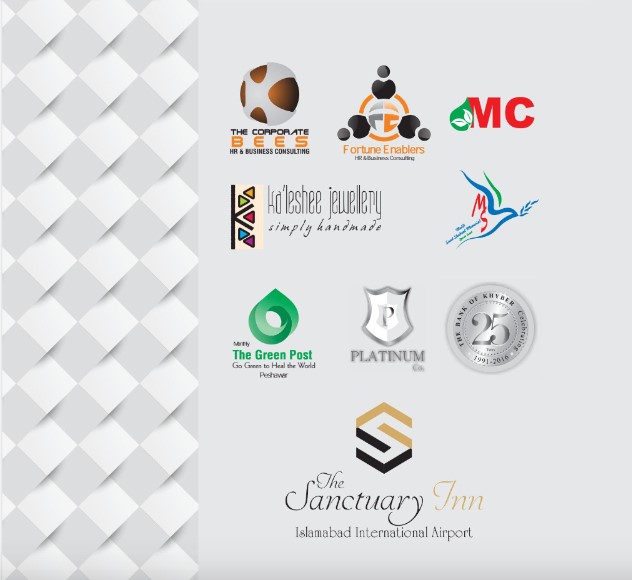 THE CORPORATE
BEES
HR & BUSINESS CONSULTING
Fortune Enablers
HR & Business Consulting
MC
ka'leshee jewellery
simply handmade
Monthly
The Green Post
Go Green to Heal the World
Peshawar
P
PLATINUM
Co.
THE BANK OF KHYBER
Celebrating
25
Years
1991-2016
The
Sanctuary Inn
Islamabad International Airport